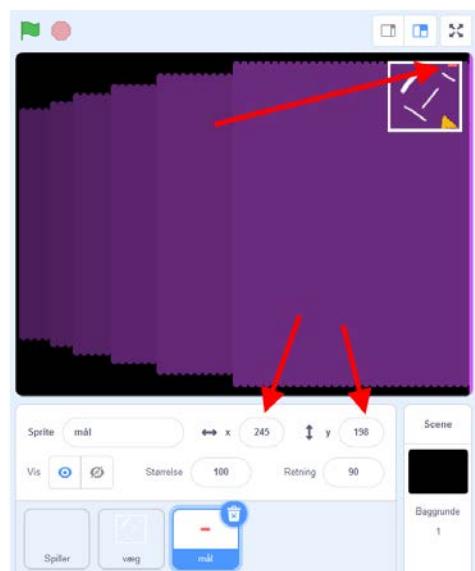 Sprite mål x 245 y 198 Scene
Vis Størrelse 100 Retning 90
Baggrunde
1
Spiller væg mål